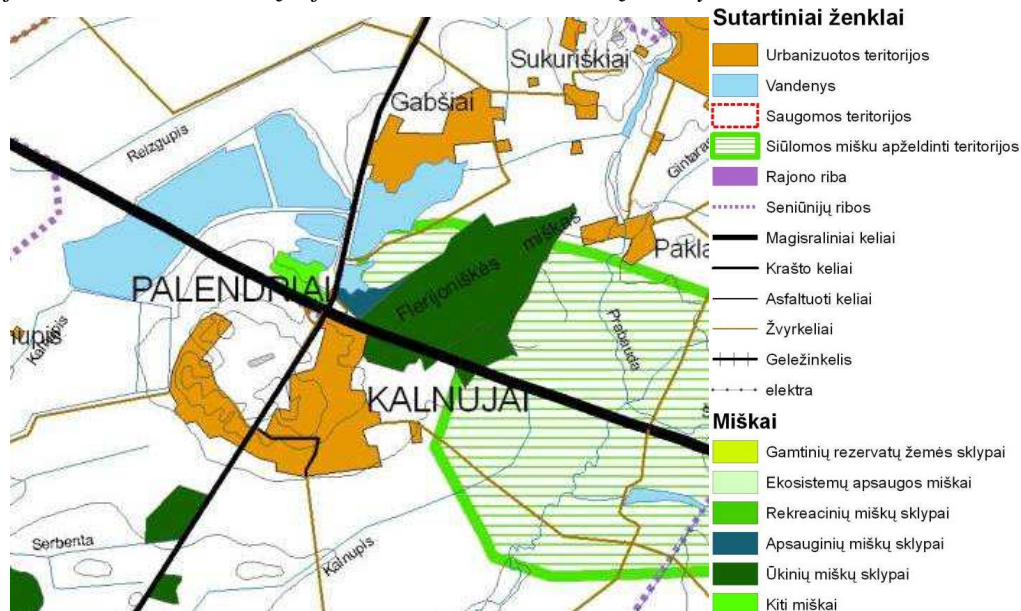 Sukuriškiai
Gabšiai
Reizgupis
miškas
Flerijoniškės
PALENDRIAI
Prabauda
Kalnupis
KALNUJAI
Serbenta
Kalnupis
Sutartiniai ženklai
Urbanizuotos teritorijos
Vandenys
Saugomos teritorijos
Siūlomos mišku apželdinti teritorijos
Rajono riba
Seniūnijų ribos
Magisraliniai keliai
Krašto keliai
Asfaltuoti keliai
Žvyrkeliai
Geležinkelis
elektra
Miškai
Gamtinių rezervatų žemės sklypai
Ekosistemų apsaugos miškai
Rekreacinių miškų sklypai
Apsauginių miškų sklypai
Ūkinių miškų sklypai
Kiti miškai